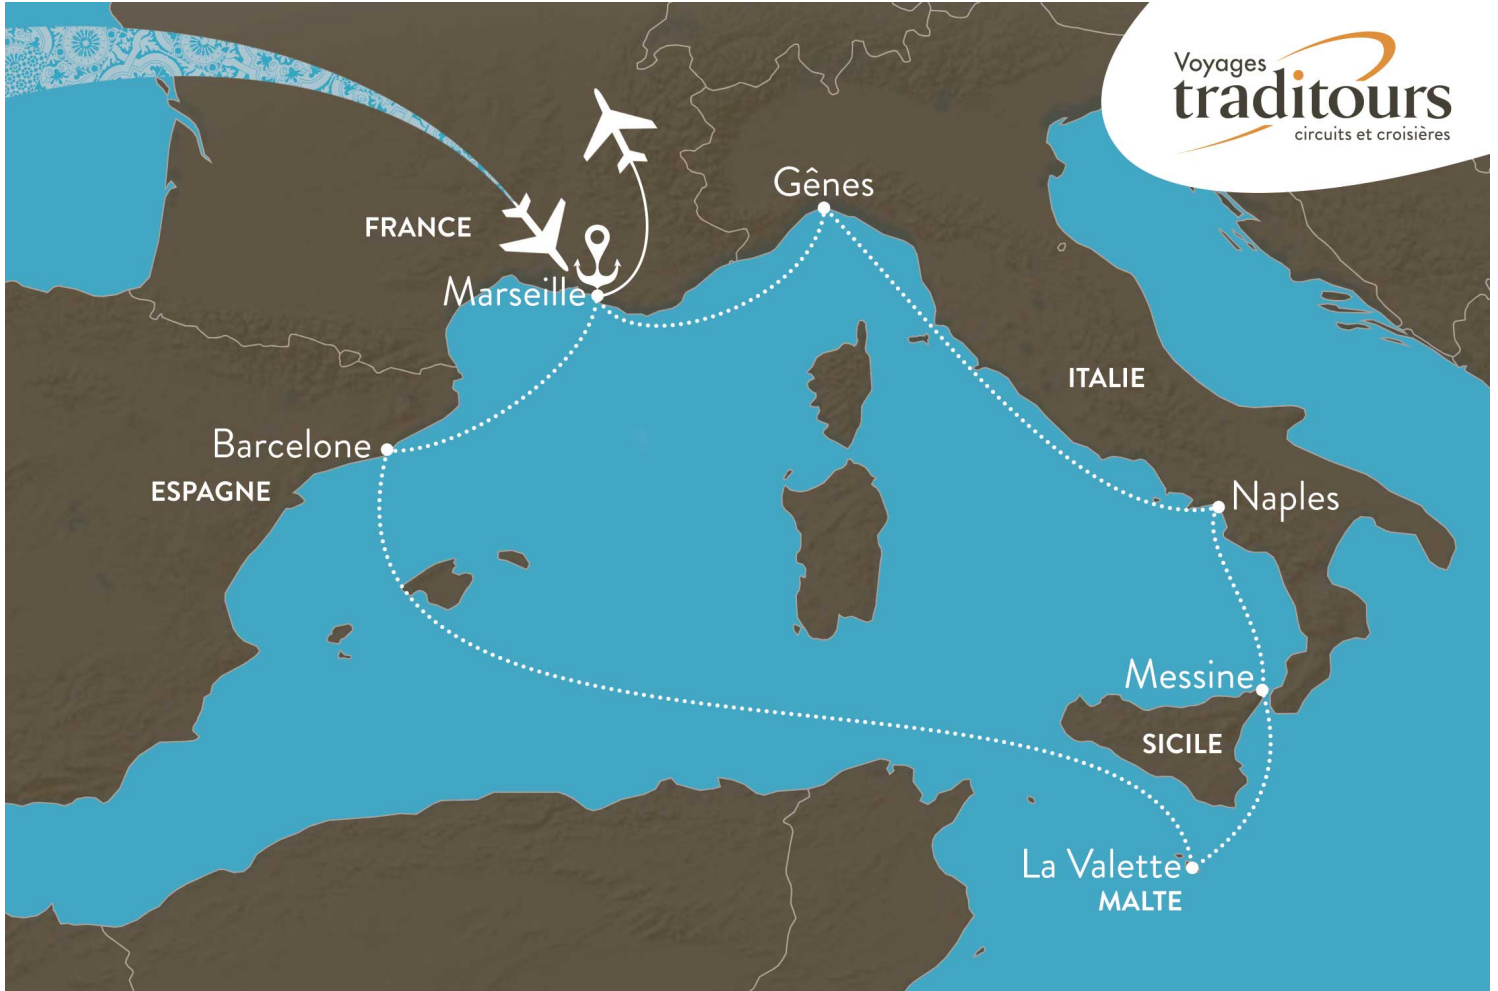 Voyages
traditours
circuits et croisières
Gênes
FRANCE
Marseille
ITALIE
Barcelone
ESPAGNE
Naples
Messine
SICILE
La Valette
MALTE